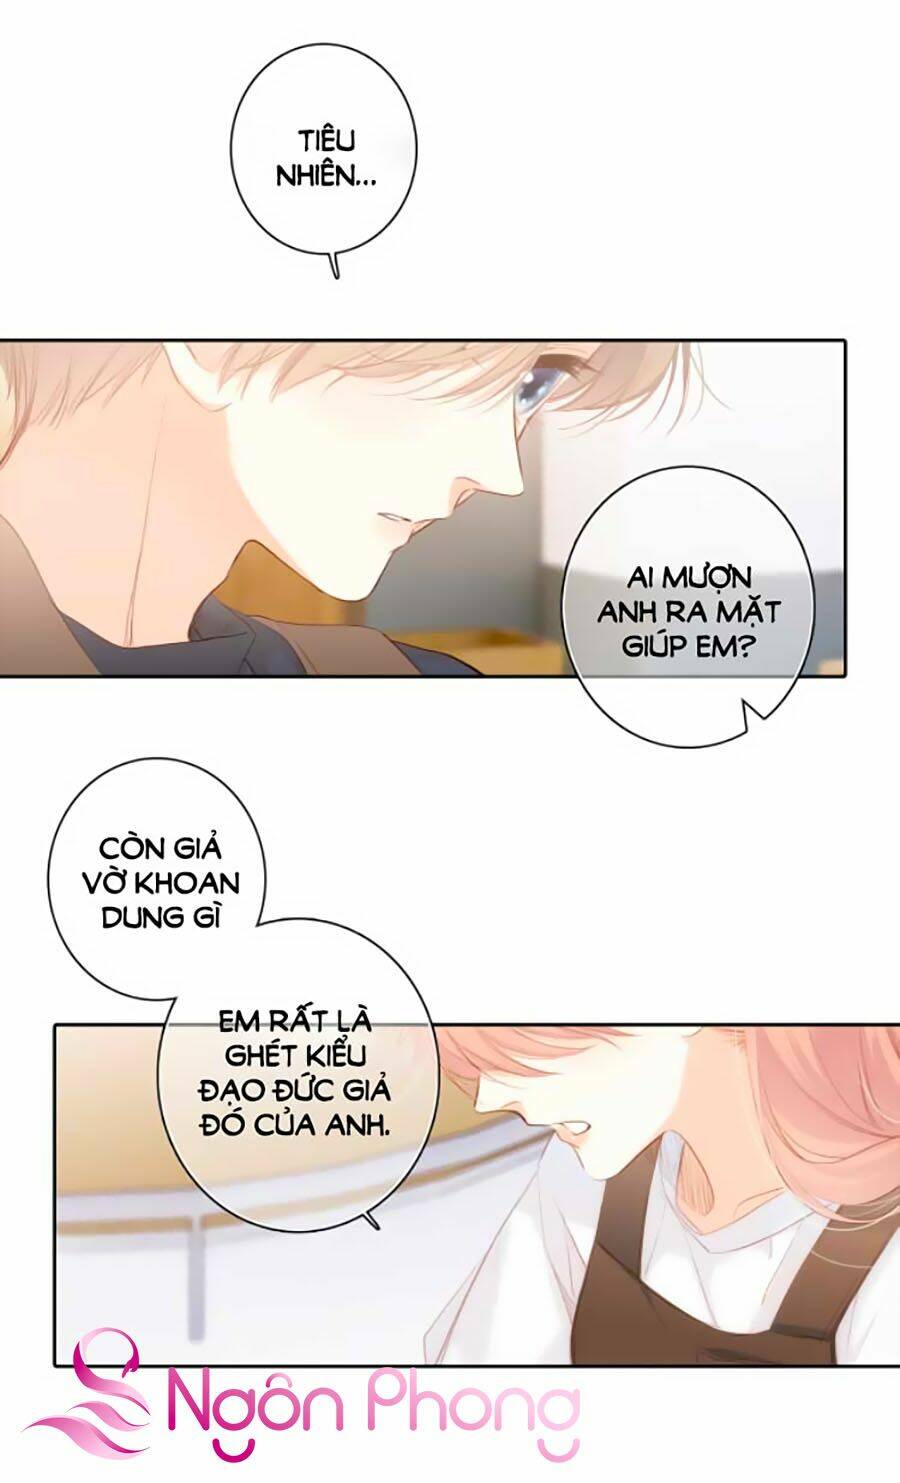 TIÊU
NHIÊN...
AI MƯỢN
ANH RA MẶT
GIÚP EM?
CÒN GIẢ
VỜ KHOAN
DUNG GÌ
EM RẤT LÀ
GHÉT KIỂU
ĐẠO ĐỨC GIẢ
ĐÓ CỦA ANH.
Ngôn Phong